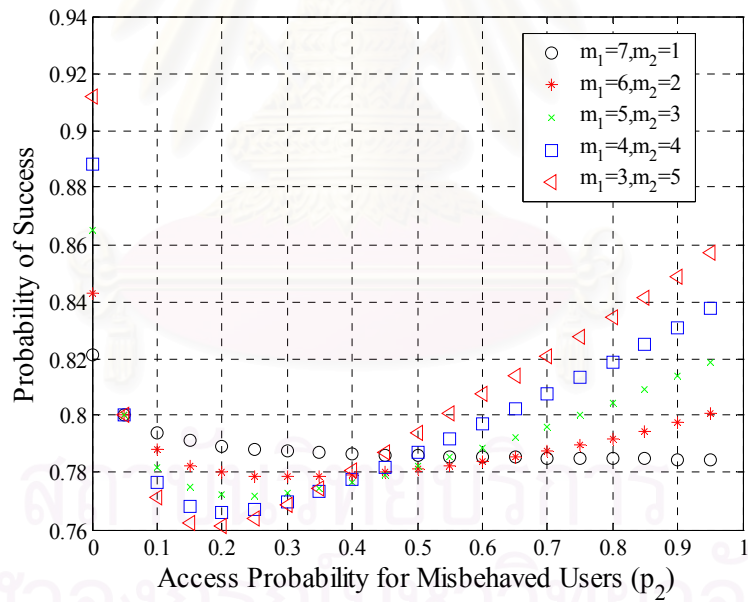 0.94
0.92
0.9
0.88
0.86
0.84
0.82
0.8
0.78
0.76
Probability of Success
m₁=7,m₂=1
m₁=6,m₂=2
m₁=5,m₂=3
m₁=4,m₂=4
m₁=3,m₂=5
0 0.1 0.2 0.3 0.4 0.5 0.6 0.7 0.8 0.9 1
Access Probability for Misbehaved Users (p₂)